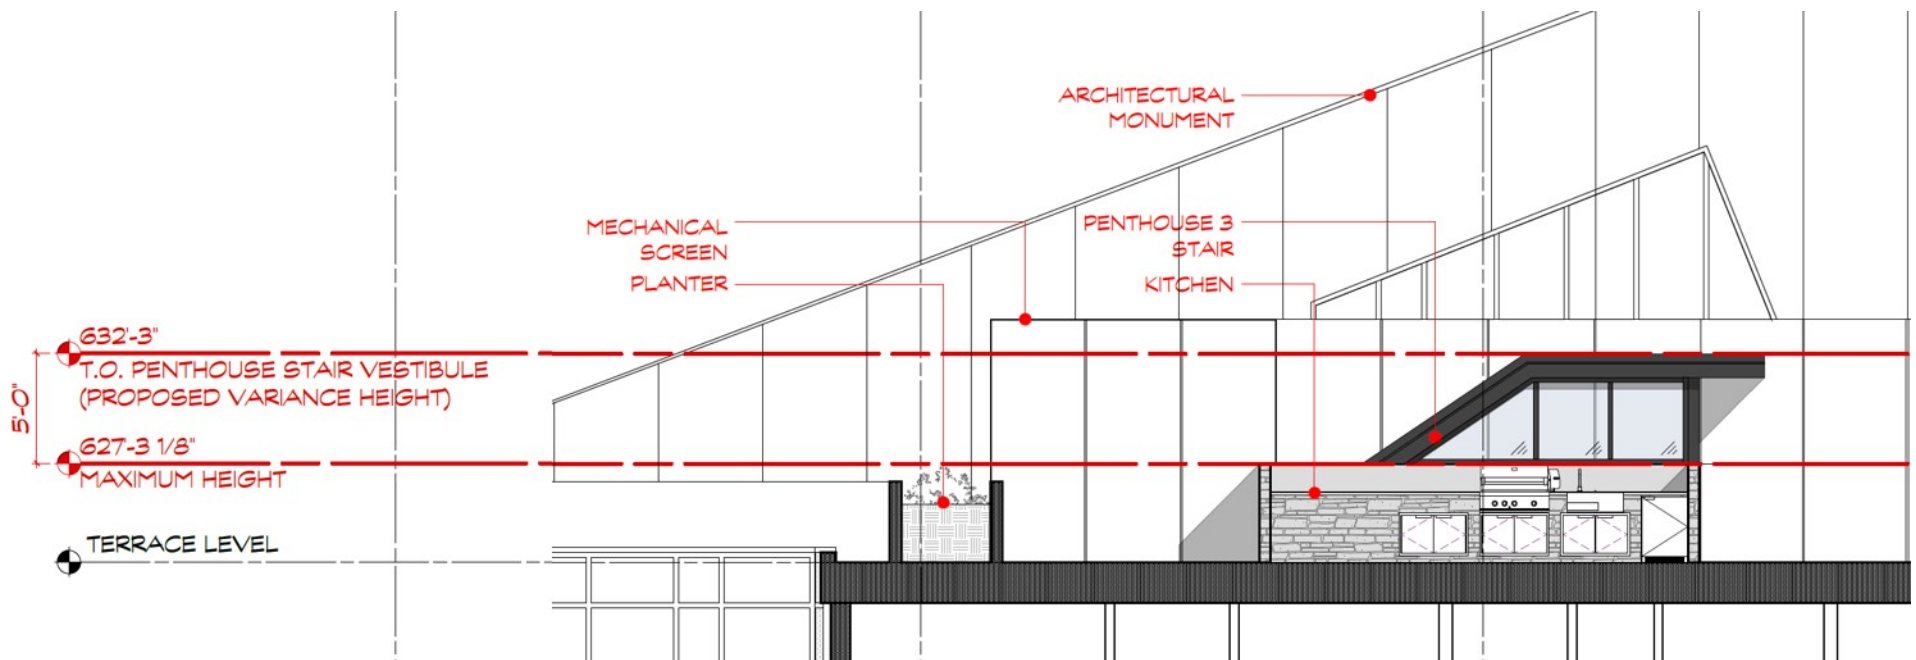 ARCHITECTURAL
MONUMENT
MECHANICAL
SCREEN
PENTHOUSE 3
STAIR
PLANTER
KITCHEN
632'-3"
T.O. PENTHOUSE STAIR VESTIBULE
(PROPOSED VARIANCE HEIGHT)
5'-0"
627'-3 1/8"
MAXIMUM HEIGHT
TERRACE LEVEL